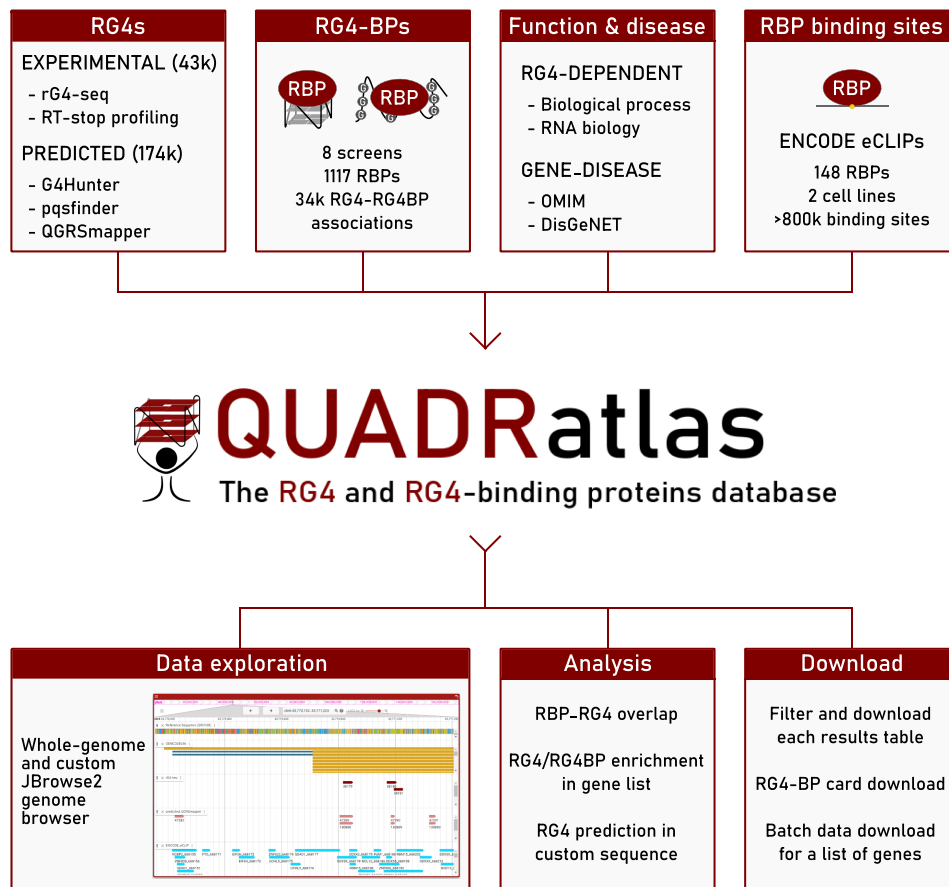 RG4s
EXPERIMENTAL (43k)
- rG4-seq
- RT-stop profiling
PREDICTED (174k)
- G4Hunter
- pqsfinder
- QGRSmapper
RG4-BPs
RBP
RBP
G
G
G
G
G
G
8 screens
1117 RBPs
34k RG4-RG4BP
associations
Function & disease
RG4-DEPENDENT
- Biological process
- RNA biology
GENE-DISEASE
- OMIM
- DisGeNET
RBP binding sites
RBP
ENCODE eCLIPs
148 RBPs
2 cell lines
>800k binding sites
QUADRatlas
The RG4 and RG4-binding proteins database
Data exploration
Whole-genome
and custom
JBrowse2
genome
browser
Analysis
RBP-RG4 overlap
RG4/RG4BP enrichment
in gene list
RG4 prediction in
custom sequence
Download
Filter and download
each results table
RG4-BP card download
Batch data download
for a list of genes